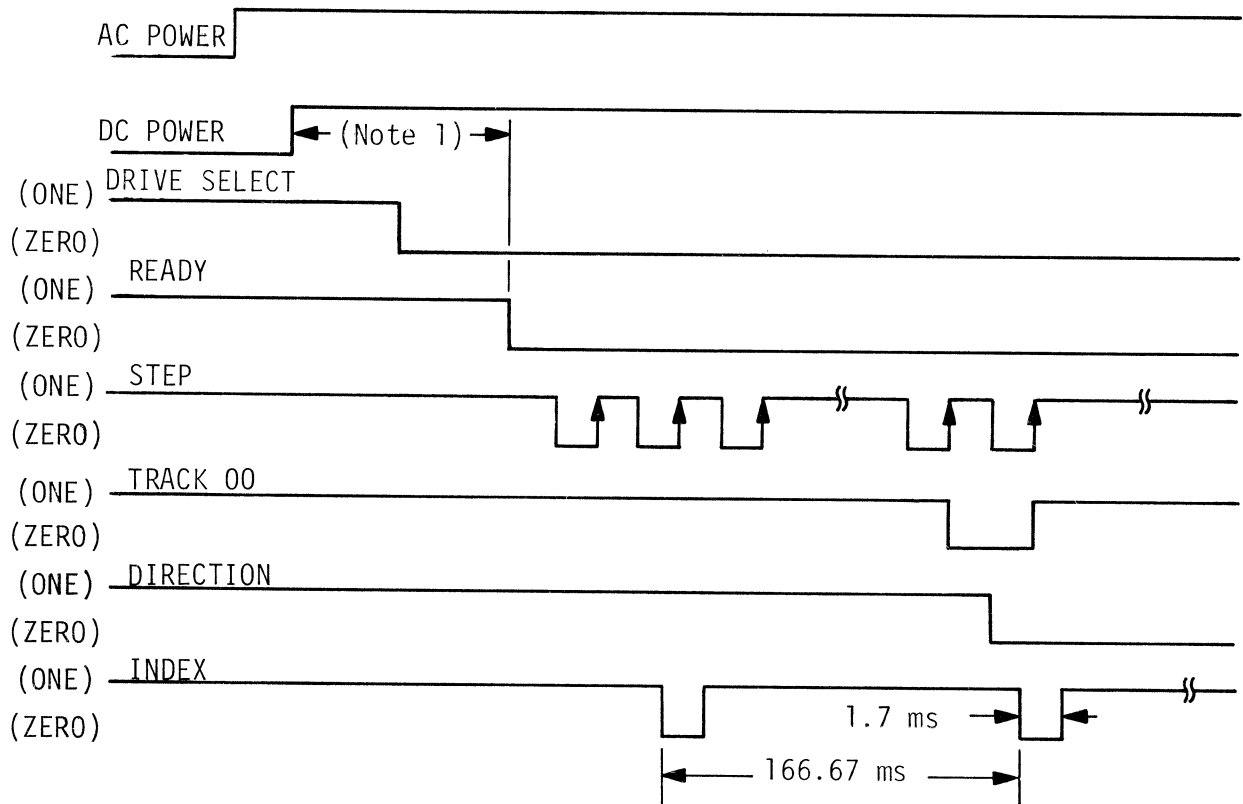 AC POWER
DC POWER
(Note 1)
DRIVE SELECT
(ONE)
(ZERO)
READY
(ONE)
(ZERO)
STEP
(ONE)
(ZERO)
TRACK 00
(ONE)
(ZERO)
DIRECTION
(ONE)
(ZERO)
INDEX
(ONE)
(ZERO)
1.7 ms
166.67 ms